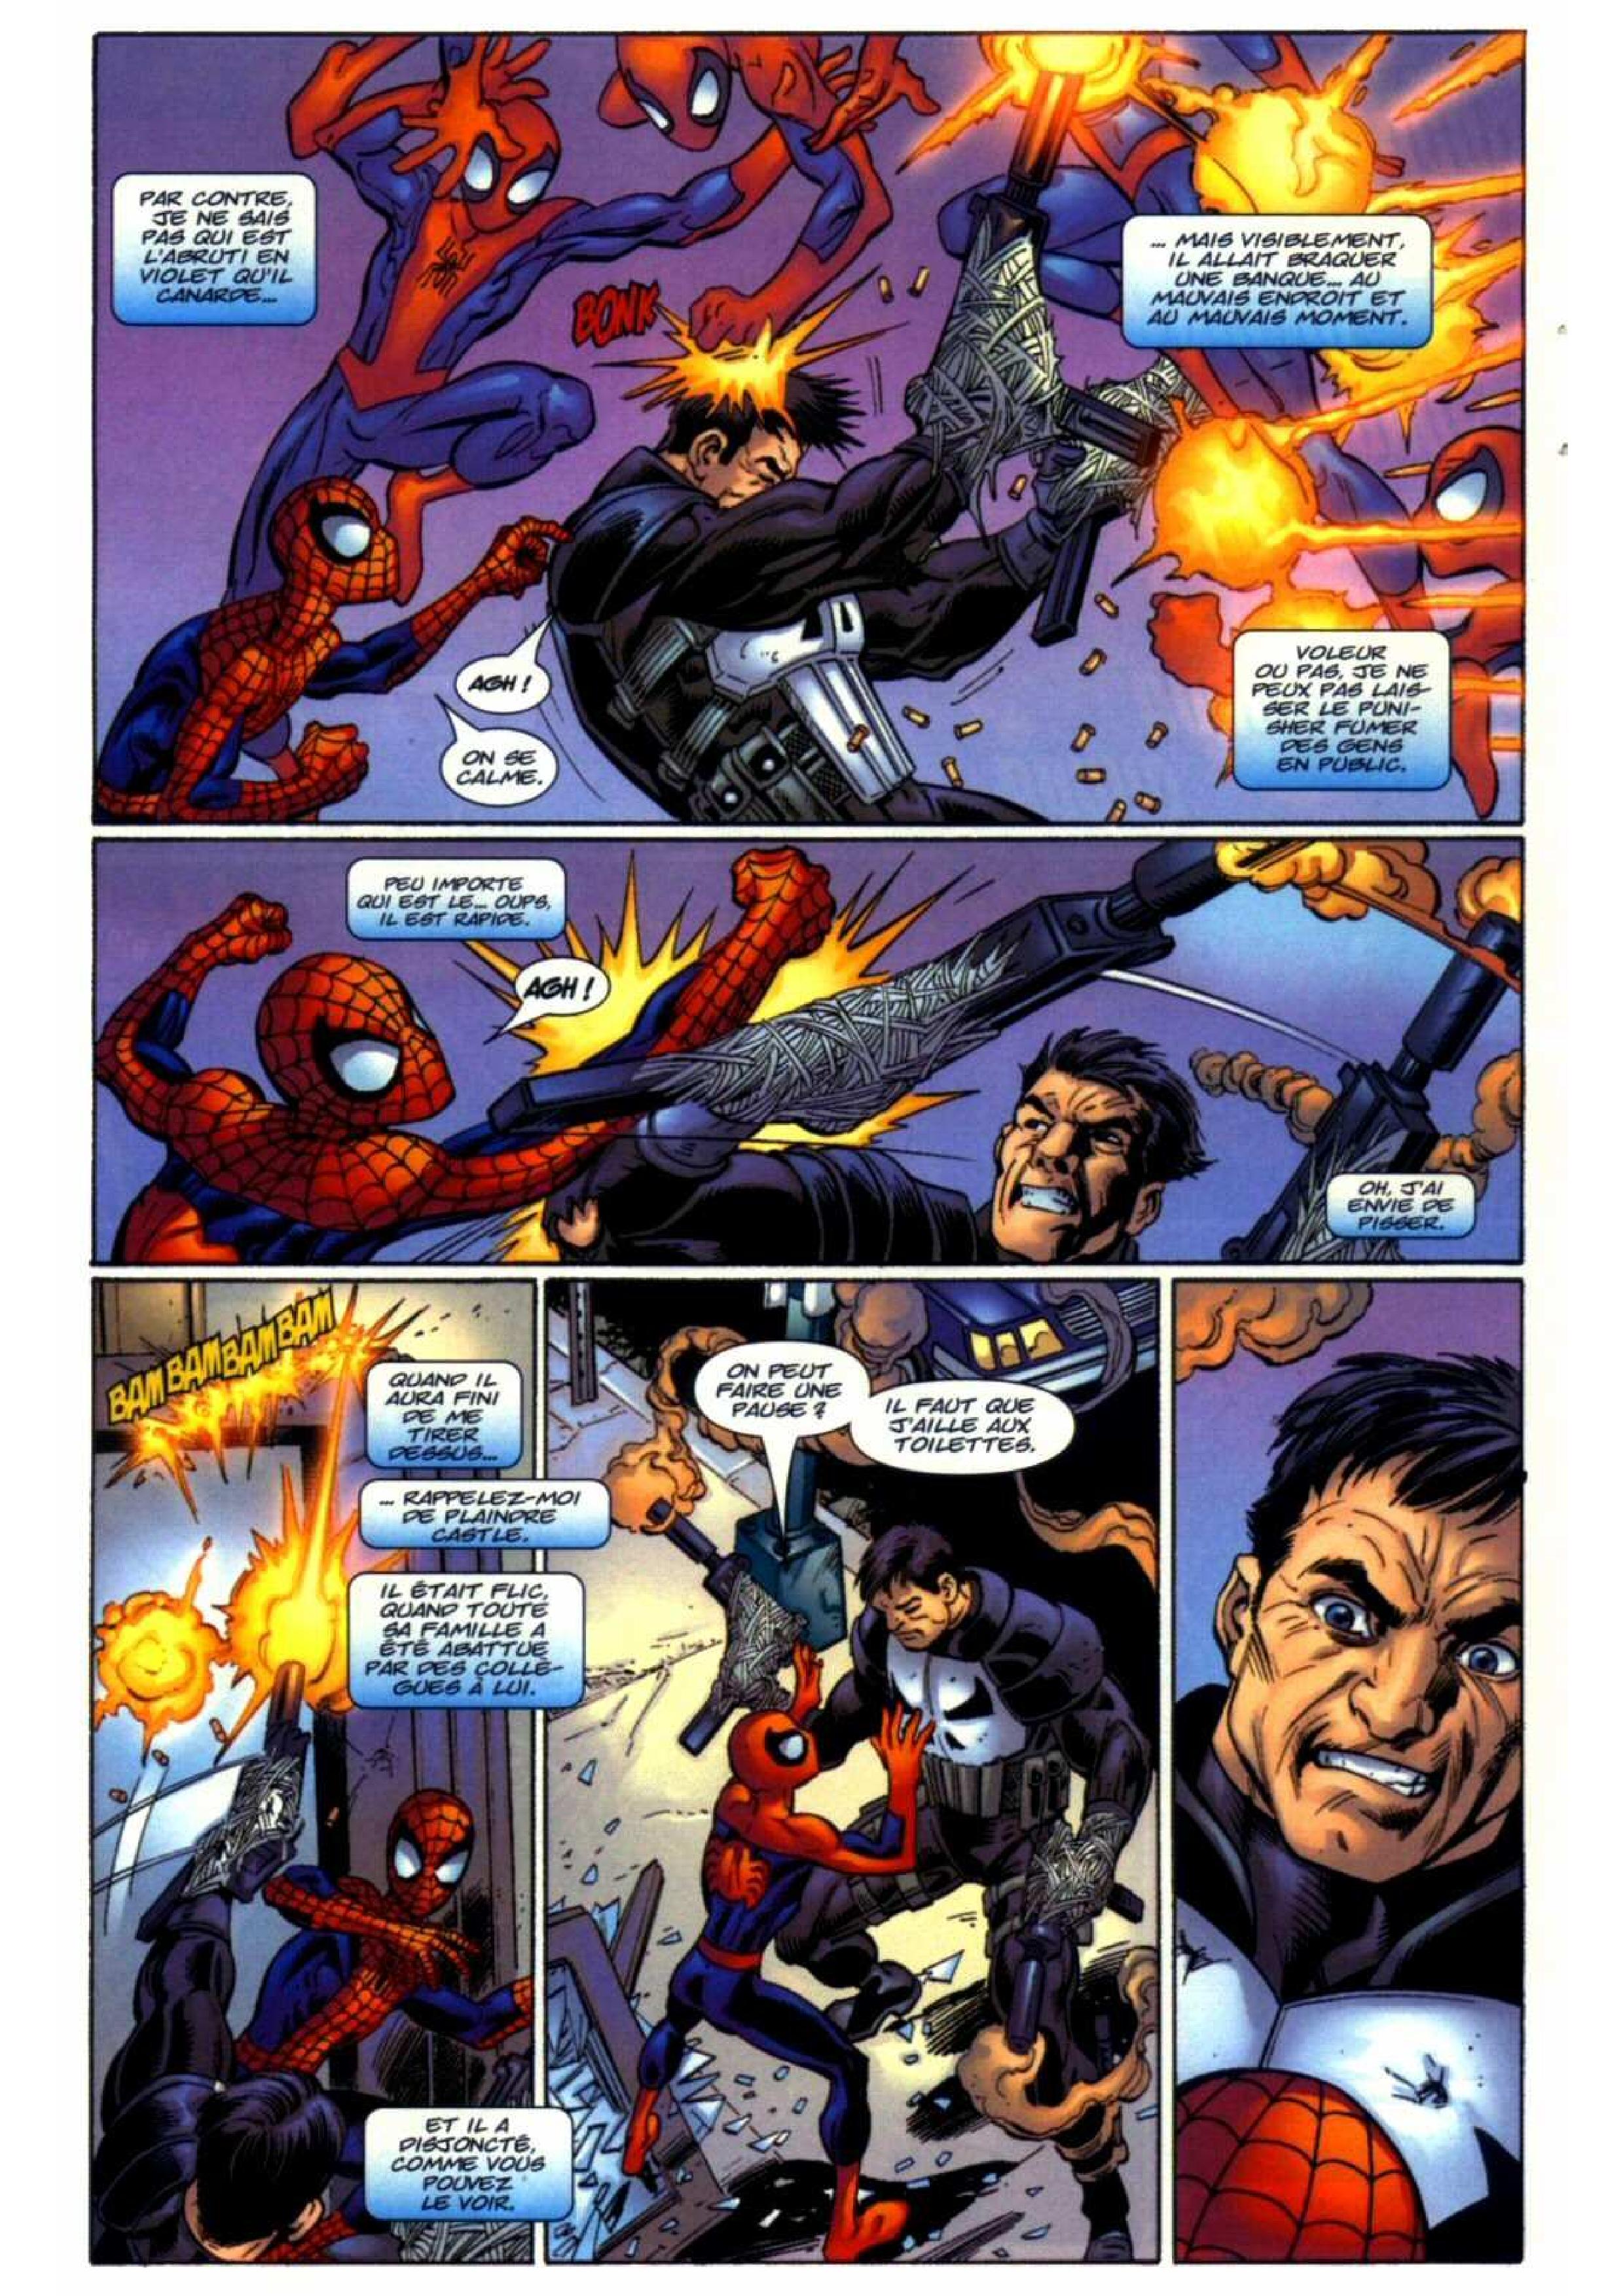 PAR CONTRE,
JE NE SAIS
PAS QUI EST
L'ABRUTI EN
VIOLET QU'IL
CANARDE...
BONK
... MAIS VISIBLEMENT,
IL ALLAIT BRAQUER
UNE BANQUE... AU
MAUVAIS ENDROIT ET
AU MAUVAIS MOMENT.
AGH !
ON SE
CALME.
VOLEUR
OU PAS, JE NE
PEUX PAS LAIS-
SER LE PUNI-
SHER FUMER
DES GENS
EN PUBLIC.
PEU IMPORTE
QUI EST LE... OUPS,
IL EST RAPIDE.
AGH !
OH, J'AI
ENVIE DE
PISSER.
BAM BAM BAM BAM
QUAND IL
AURA FINI
DE ME
TIRER
DESSUS...
... RAPPELEZ-MOI
DE PLAINDRE
CASTLE.
IL ÉTAIT FLIC,
QUAND TOUTE
SA FAMILLE A
ÉTÉ ABATTUE
PAR DES COLLÈ-
GUES À LUI.
ET IL A
DISJONCTÉ,
COMME VOUS
POUVEZ
LE VOIR.
ON PEUT
FAIRE UNE
PAUSE ?
IL FAUT QUE
J'AILLE AUX
TOILETTES.